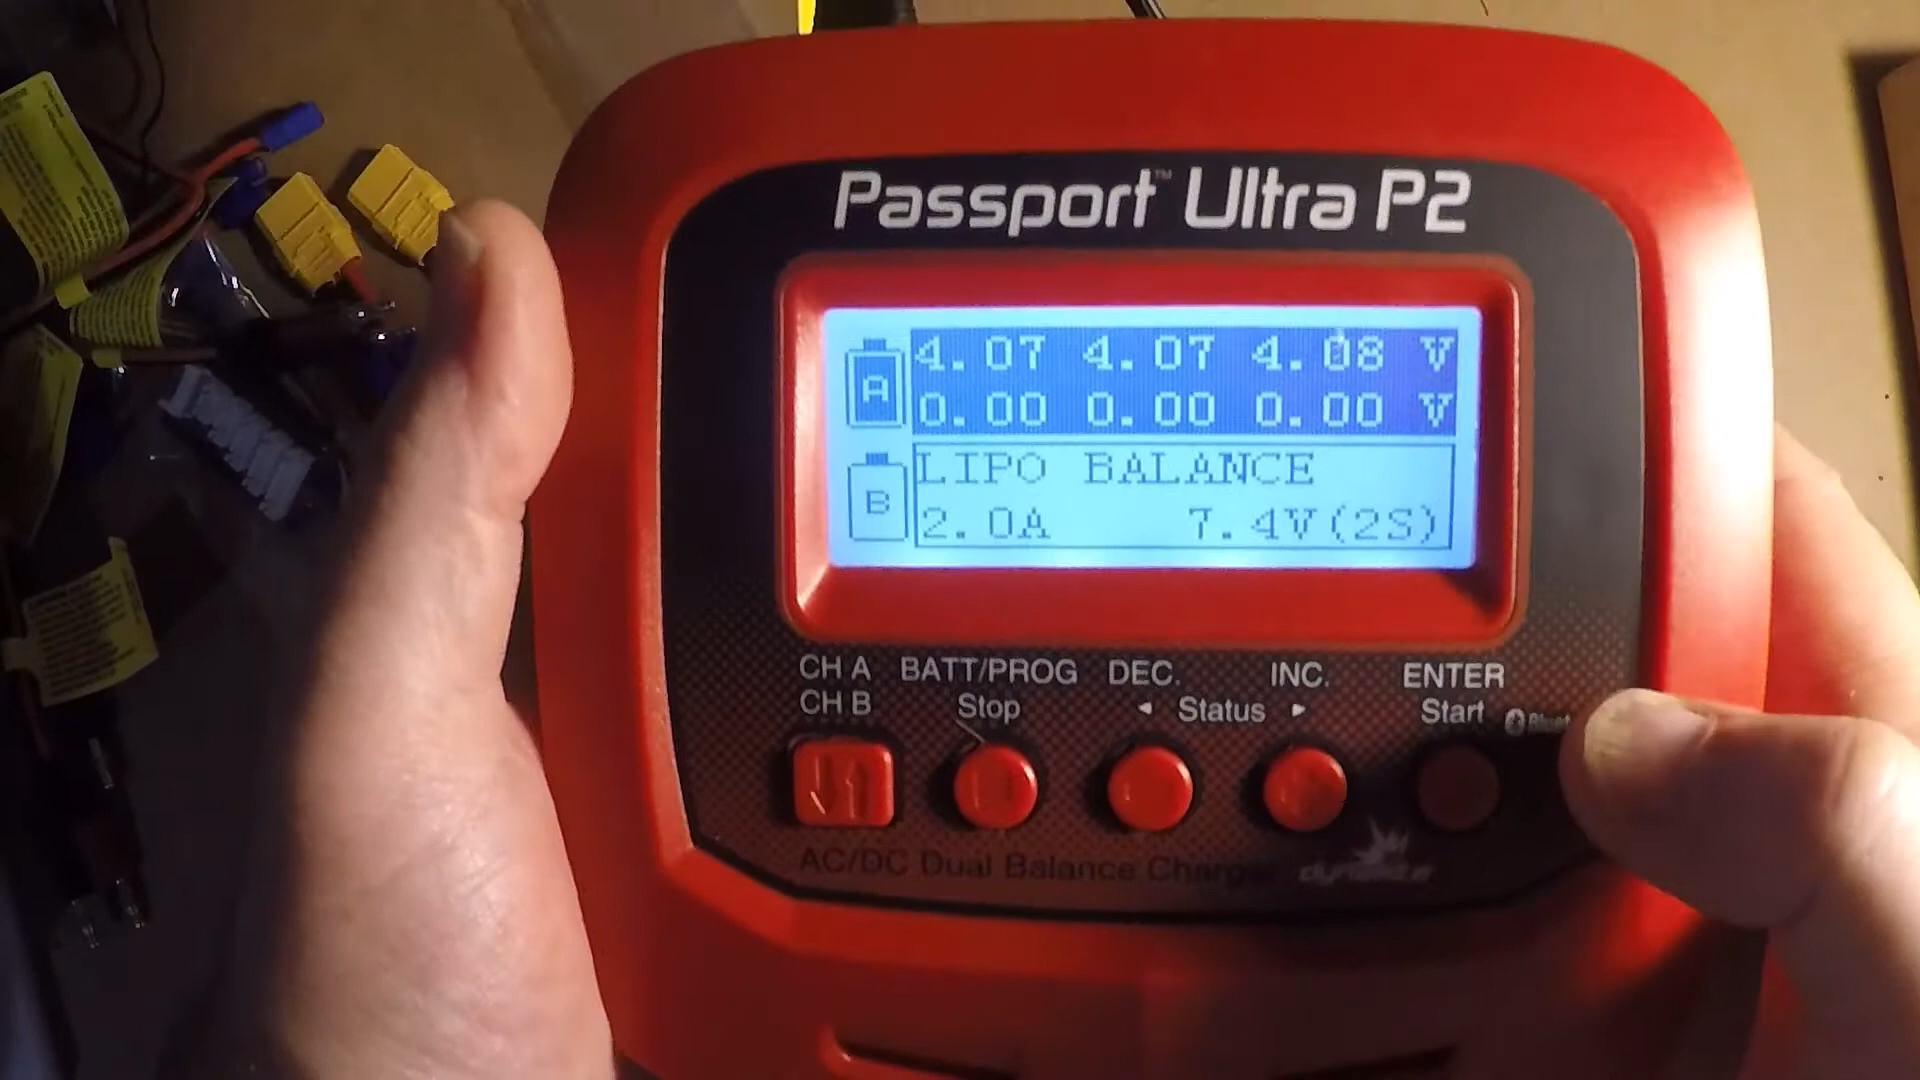 Passport™ Ultra P2
A
4.07 4.07 4.08 V
0.00 0.00 0.00 V
B
LIPO BALANCE
2.0A 7.4V(2S)
CH A BATT/PROG DEC. INC. ENTER
CH B Stop ◄ Status ► Start
AC/DC Dual Balance Charger